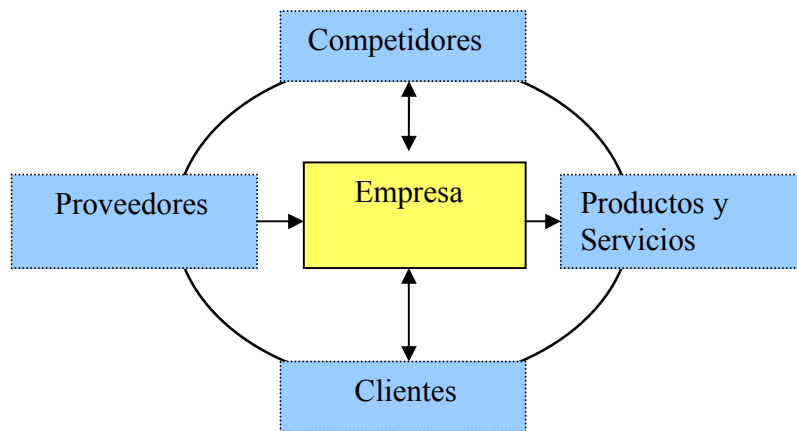 Competidores
Proveedores
Empresa
Productos y
Servicios
Clientes